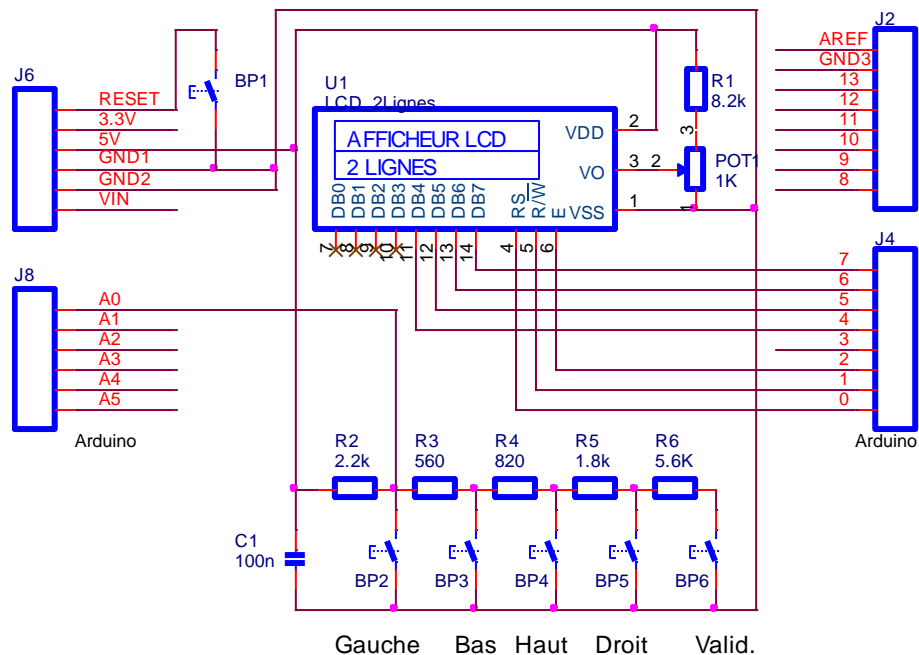 J6
RESET
3.3V
5V
GND1
GND2
VIN
BP1
U1
LCD_2Lignes
AFFICHEUR LCD
2 LIGNES
VDD
VO
VSS
DB0
DB1
DB2
DB3
DB4
DB5
DB6
DB7
RS
R/W
E
2
3
1
7
8
9
10
11
12
13
14
4
5
6
R1
8.2k
3
2
POT1
1K
1
J2
AREF
GND3
13
12
11
10
9
8
J4
7
6
5
4
3
2
1
0
Arduino
J8
A0
A1
A2
A3
A4
A5
Arduino
R2
2.2k
R3
560
R4
820
R5
1.8k
R6
5.6K
C1
100n
BP2
BP3
BP4
BP5
BP6
Gauche Bas Haut Droit Valid.